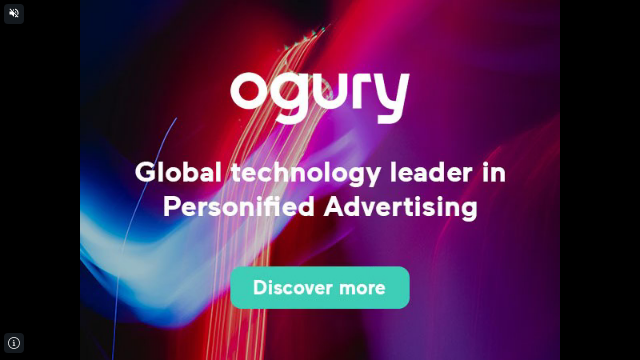 ogury
Global technology leader in
Personified Advertising
Discover more